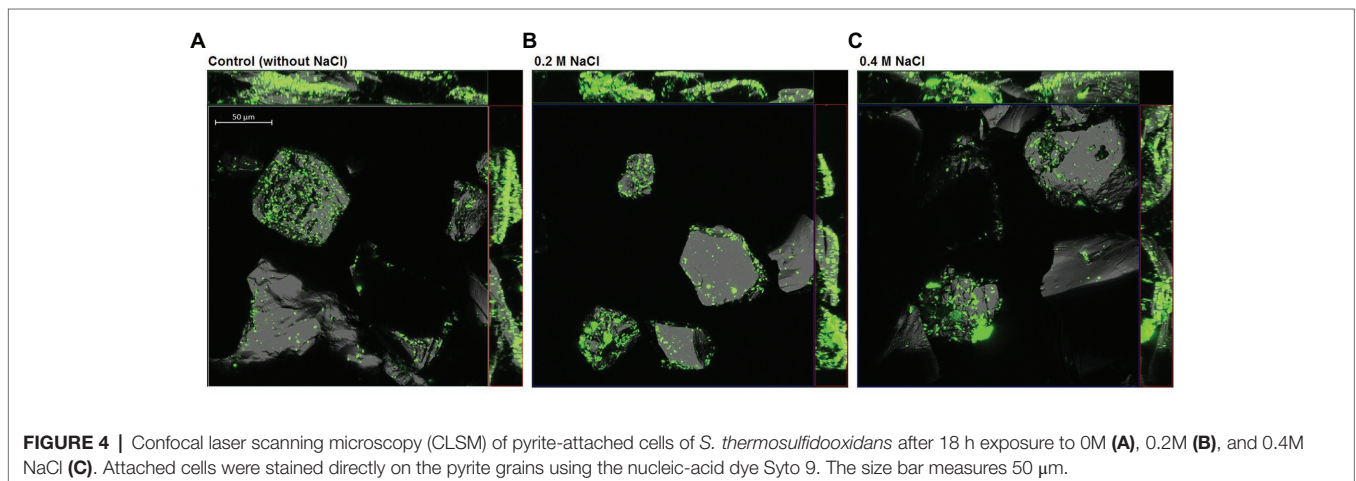 A
B
C
Control (without NaCl)
0.2 M NaCl
0.4 M NaCl
50 µm
FIGURE 4 | Confocal laser scanning microscopy (CLSM) of pyrite-attached cells of S. thermosulfidooxidans after 18 h exposure to 0M (A), 0.2M (B), and 0.4M
NaCl (C). Attached cells were stained directly on the pyrite grains using the nucleic-acid dye Syto 9. The size bar measures 50 μm.